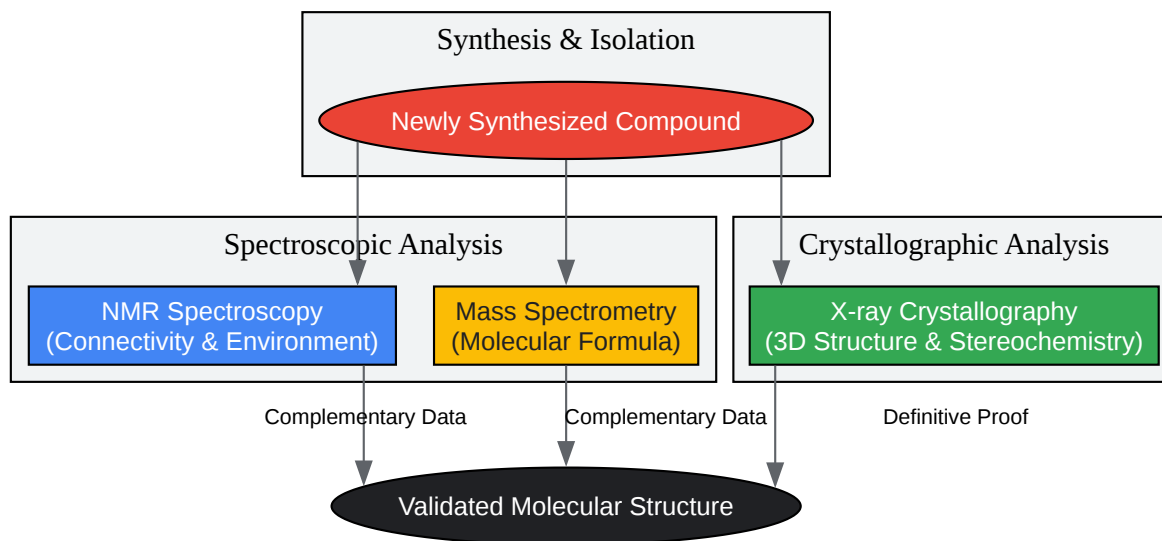 Synthesis & Isolation
Newly Synthesized Compound
Spectroscopic Analysis
Crystallographic Analysis
NMR Spectroscopy
(Connectivity & Environment)
Mass Spectrometry
(Molecular Formula)
X-ray Crystallography
(3D Structure & Stereochemistry)
Complementary Data
Complementary Data
Definitive Proof
Validated Molecular Structure